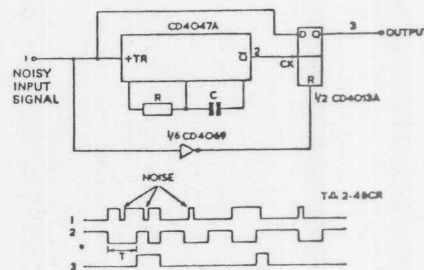 CD4047A
3
OUTPUT
1
+TR
Q
2
D Q
CK
NOISY
INPUT
SIGNAL
R
C
R
1/2 CD4013A
1/6 CD4069
NOISE
T≙ 2·48CR
1
2
T
3